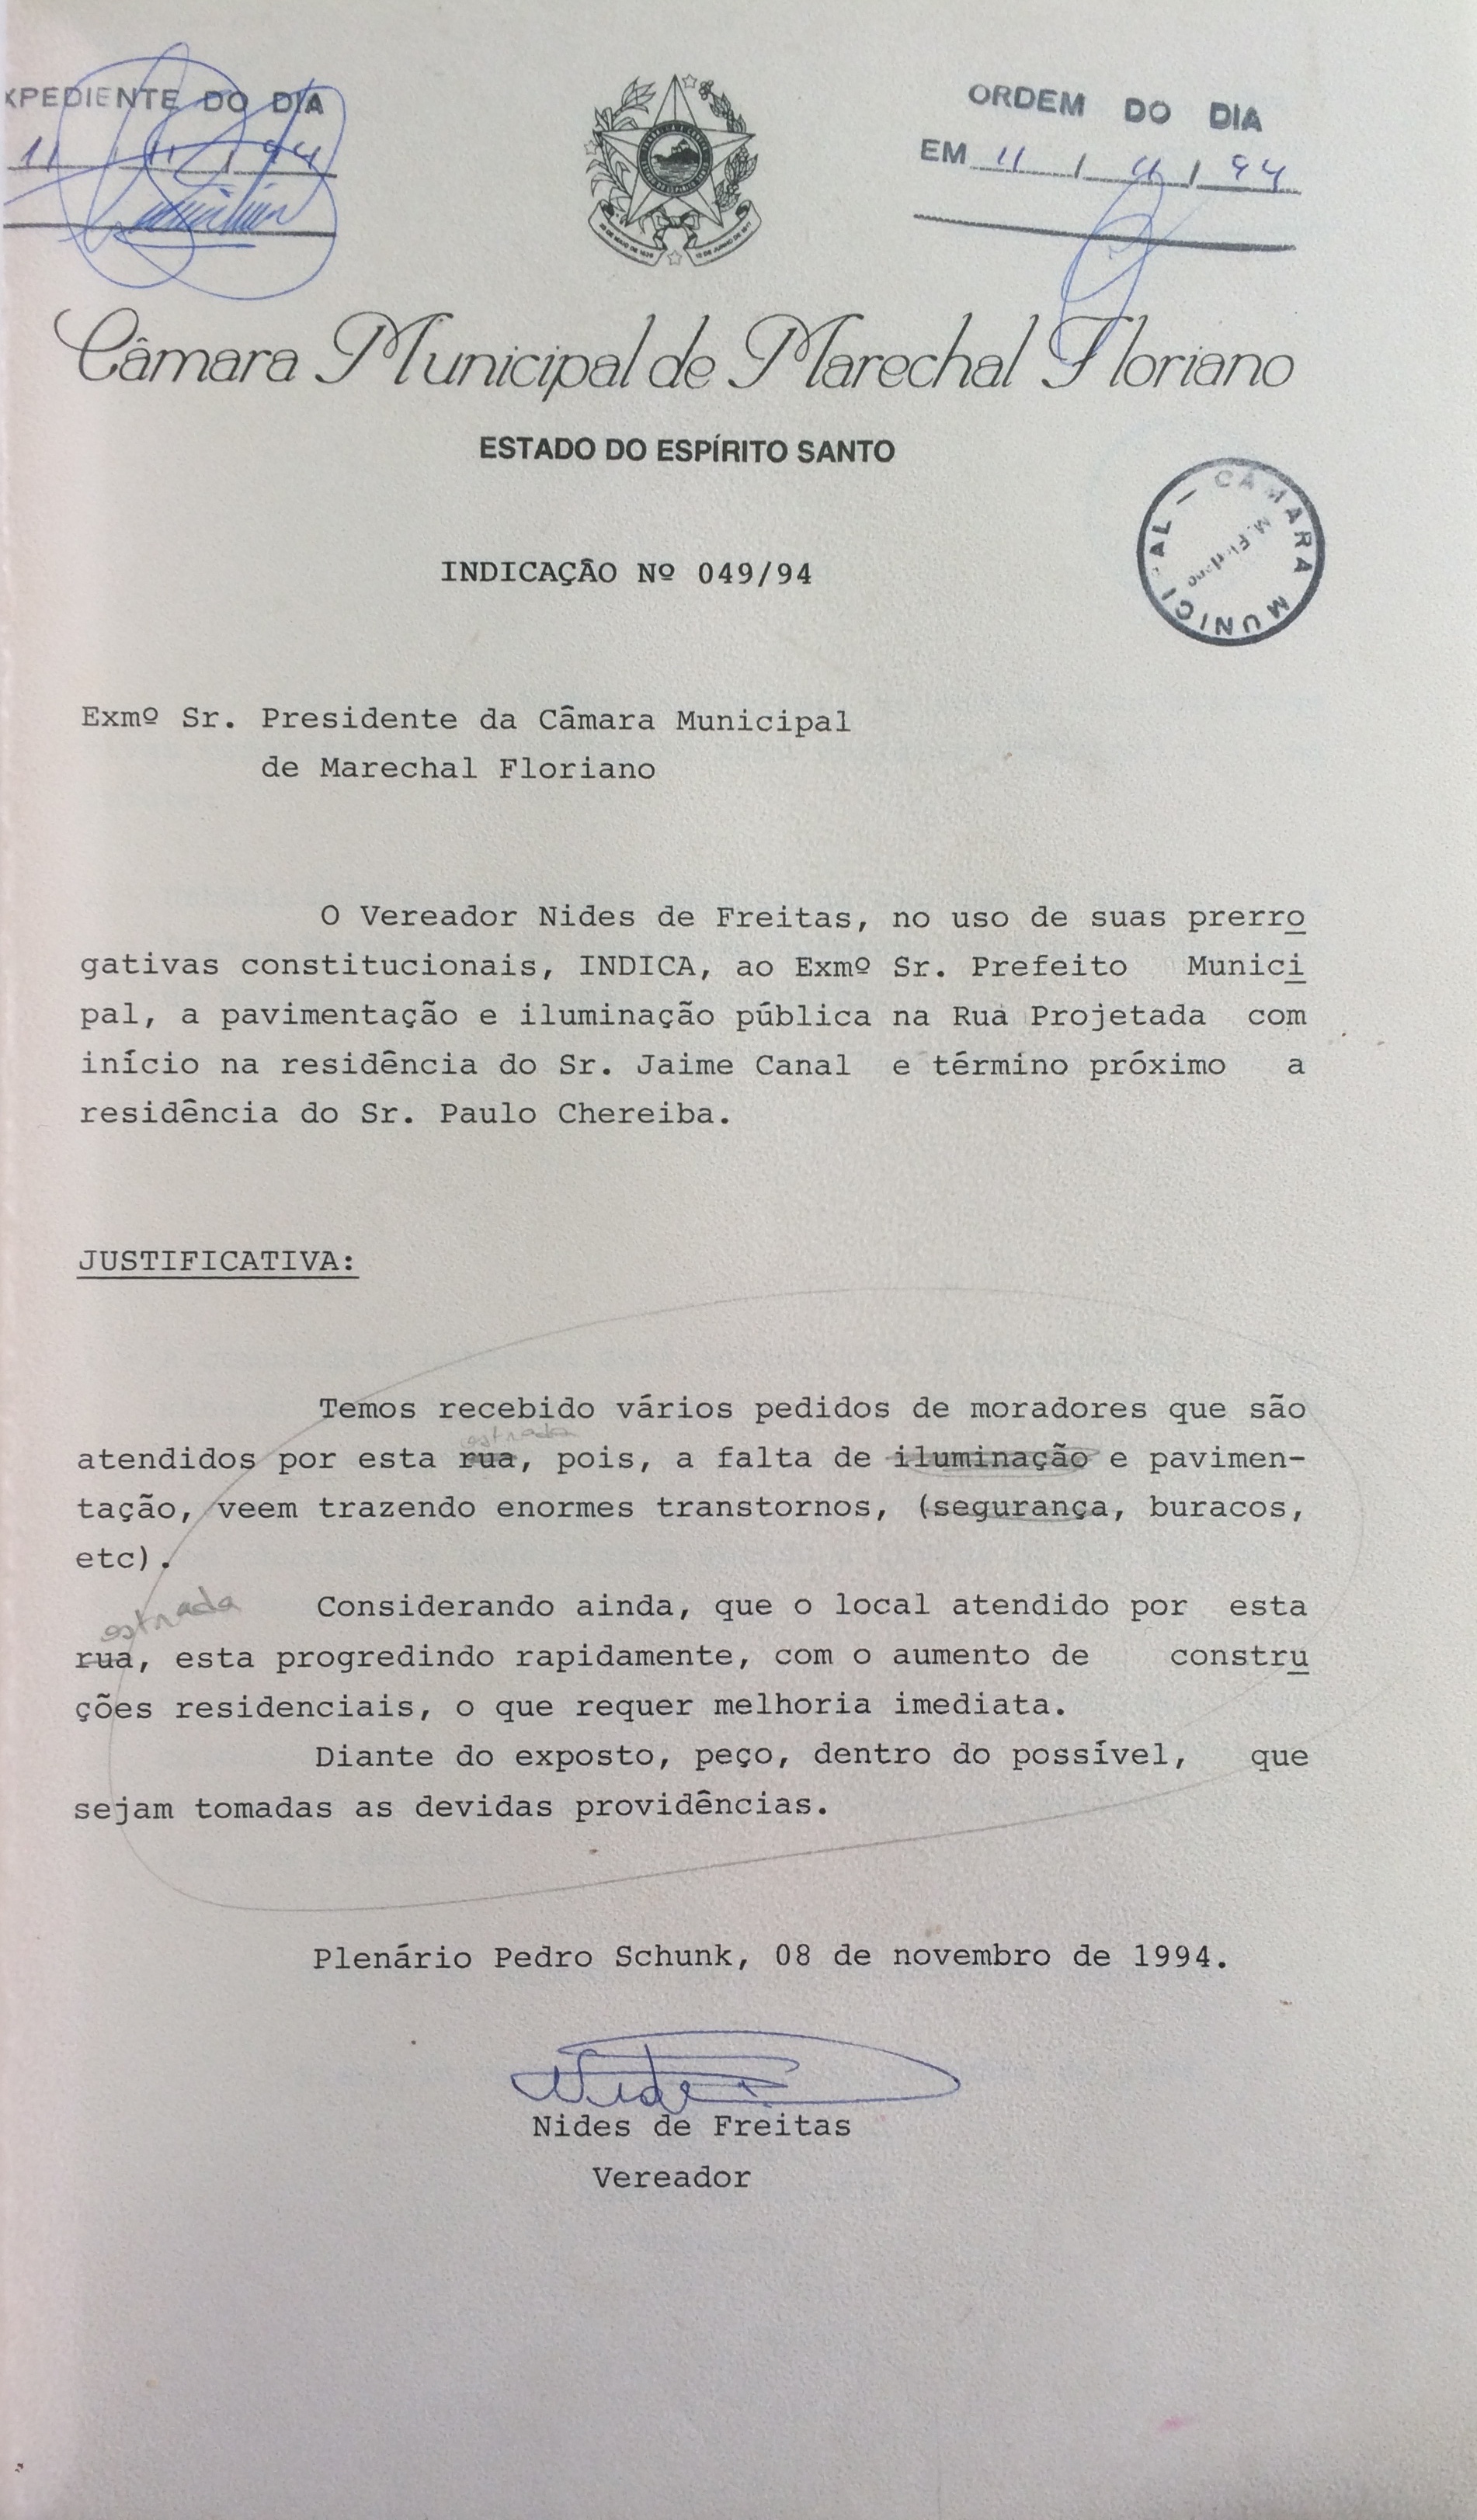 XPEDIENTE DO DIA
11 / 11 / 94
ORDEM DO DIA
EM 11 / 11 / 94
Câmara Municipal de Marechal Floriano
ESTADO DO ESPÍRITO SANTO
CÂMARA MUNICIPAL
M. Floriano
INDICAÇÃO Nº 049/94
Exmº Sr. Presidente da Câmara Municipal
de Marechal Floriano
O Vereador Nides de Freitas, no uso de suas prerro
gativas constitucionais, INDICA, ao Exmº Sr. Prefeito Munici
pal, a pavimentação e iluminação pública na Rua Projetada com
início na residência do Sr. Jaime Canal e término próximo a
residência do Sr. Paulo Chereiba.
JUSTIFICATIVA:
Temos recebido vários pedidos de moradores que são
estrada
atendidos por esta rua, pois, a falta de iluminação e pavimen-
tação, veem trazendo enormes transtornos, (segurança, buracos,
etc).
Considerando ainda, que o local atendido por esta
estrada
rua, esta progredindo rapidamente, com o aumento de constru
ções residenciais, o que requer melhoria imediata.
Diante do exposto, peço, dentro do possível, que
sejam tomadas as devidas providências.
Plenário Pedro Schunk, 08 de novembro de 1994.
Nides de Freitas
Vereador